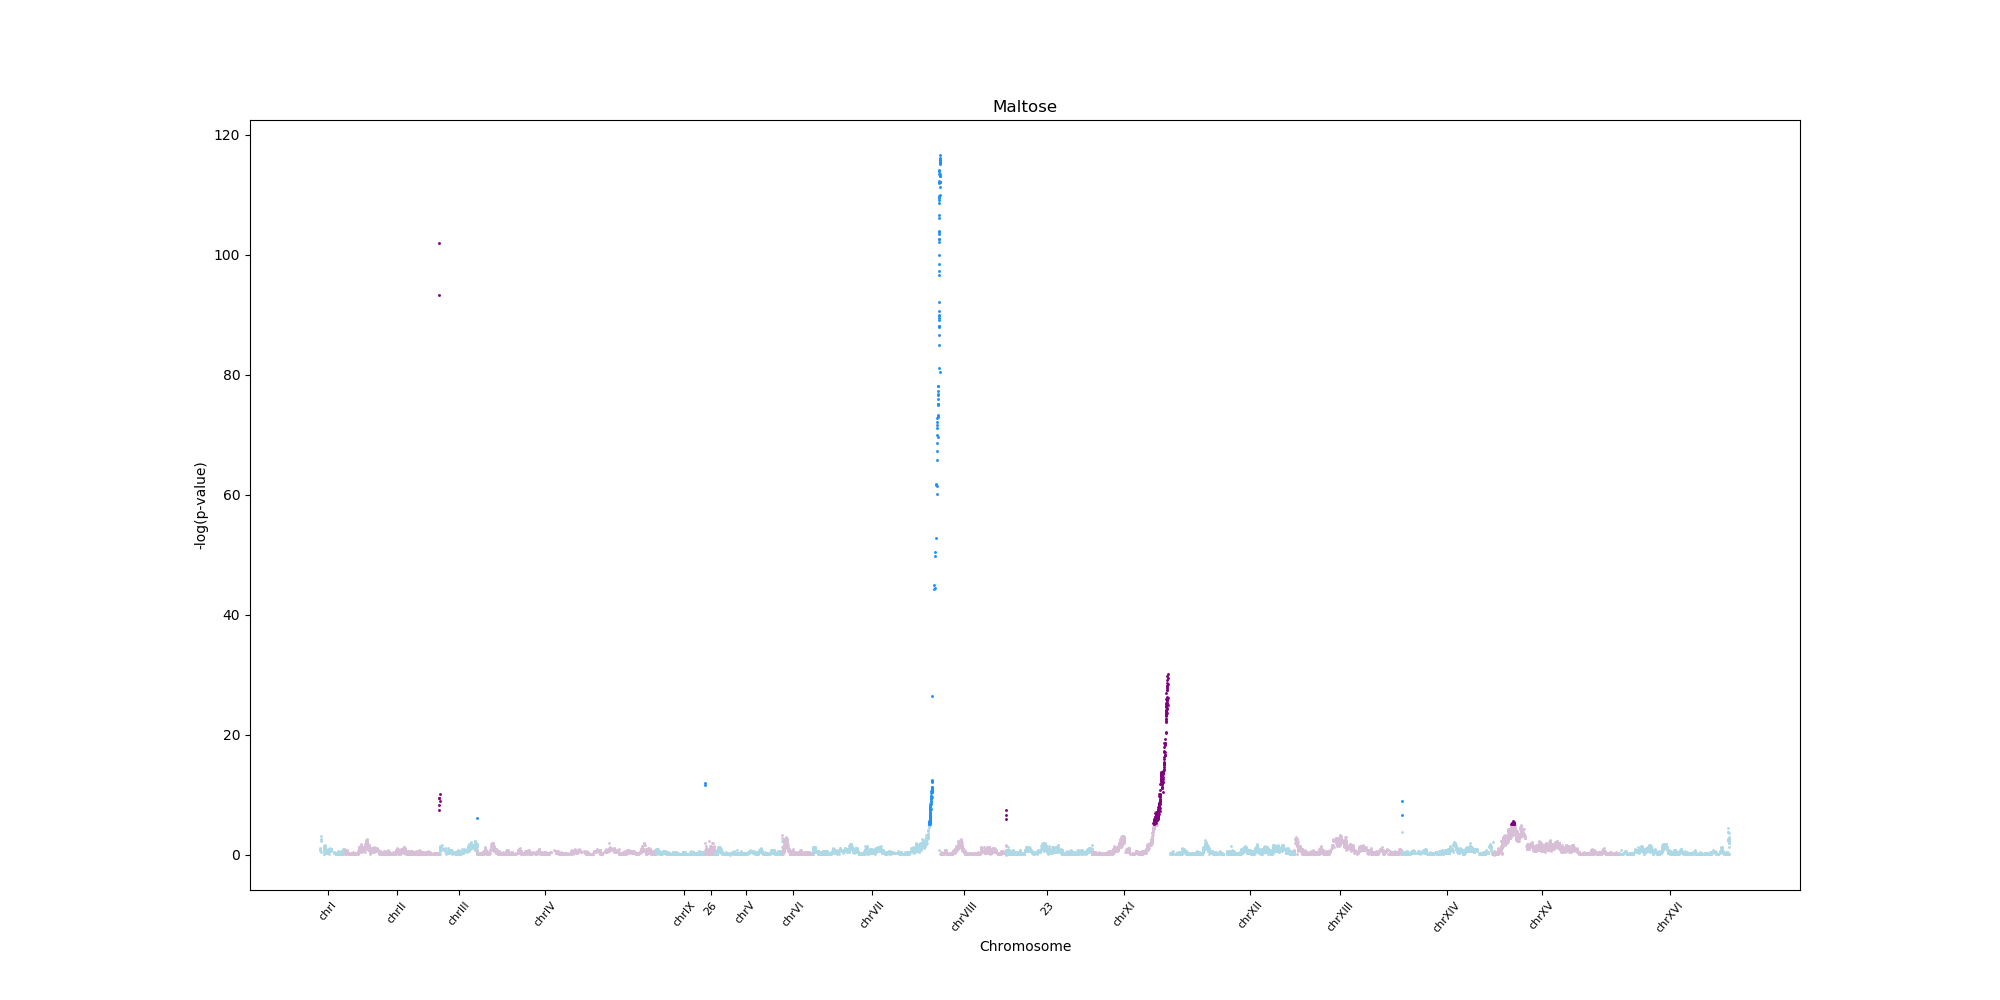 Maltose
120
100
80
60
40
20
0
-log(p-value)
chrI
chrII
chrIII
chrIV
chrIX
26
chrV
chrVI
chrVII
chrVIII
23
chrXI
chrXII
chrXIII
chrXIV
chrXV
chrXVI
Chromosome